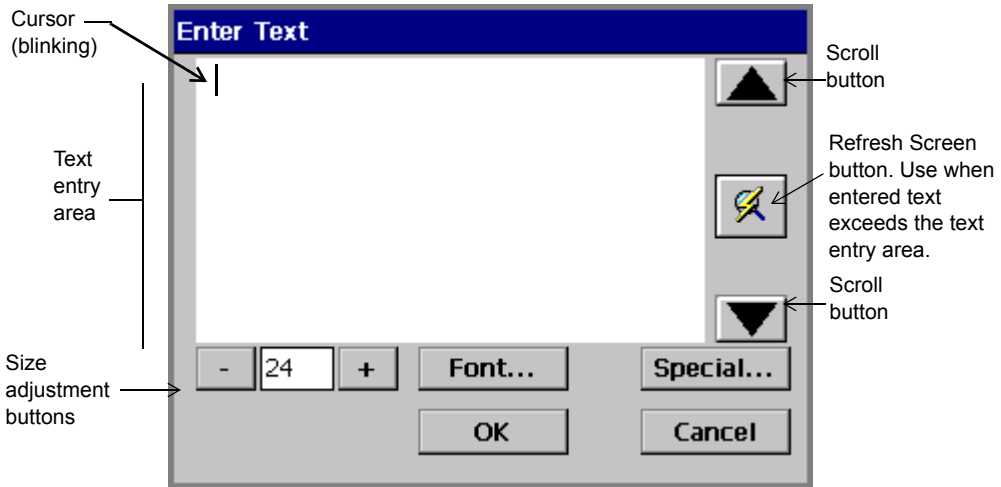 Cursor
(blinking)
Enter Text
Scroll
button
Text
entry
area
Refresh Screen
button. Use when
entered text
exceeds the text
entry area.
Scroll
button
Size
adjustment
buttons
- 24 + Font... Special...
OK Cancel